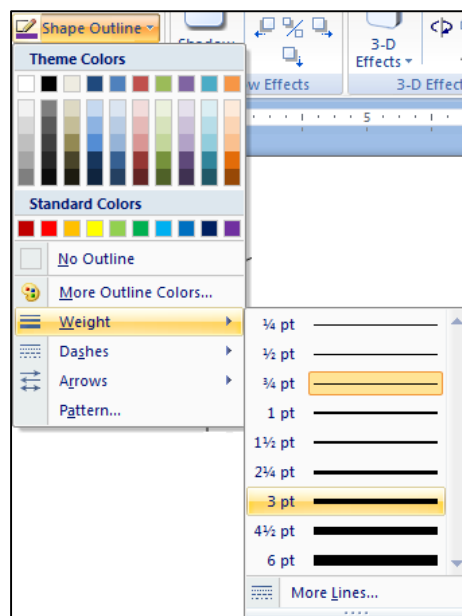 Shape Outline
Shadow
3-D
Effects
w Effects
3-D Effect
Theme Colors
5
Standard Colors
No Outline
More Outline Colors...
Weight
Dashes
Arrows
Pattern...
¼ pt
½ pt
¾ pt
1 pt
1½ pt
2¼ pt
3 pt
4½ pt
6 pt
More Lines...